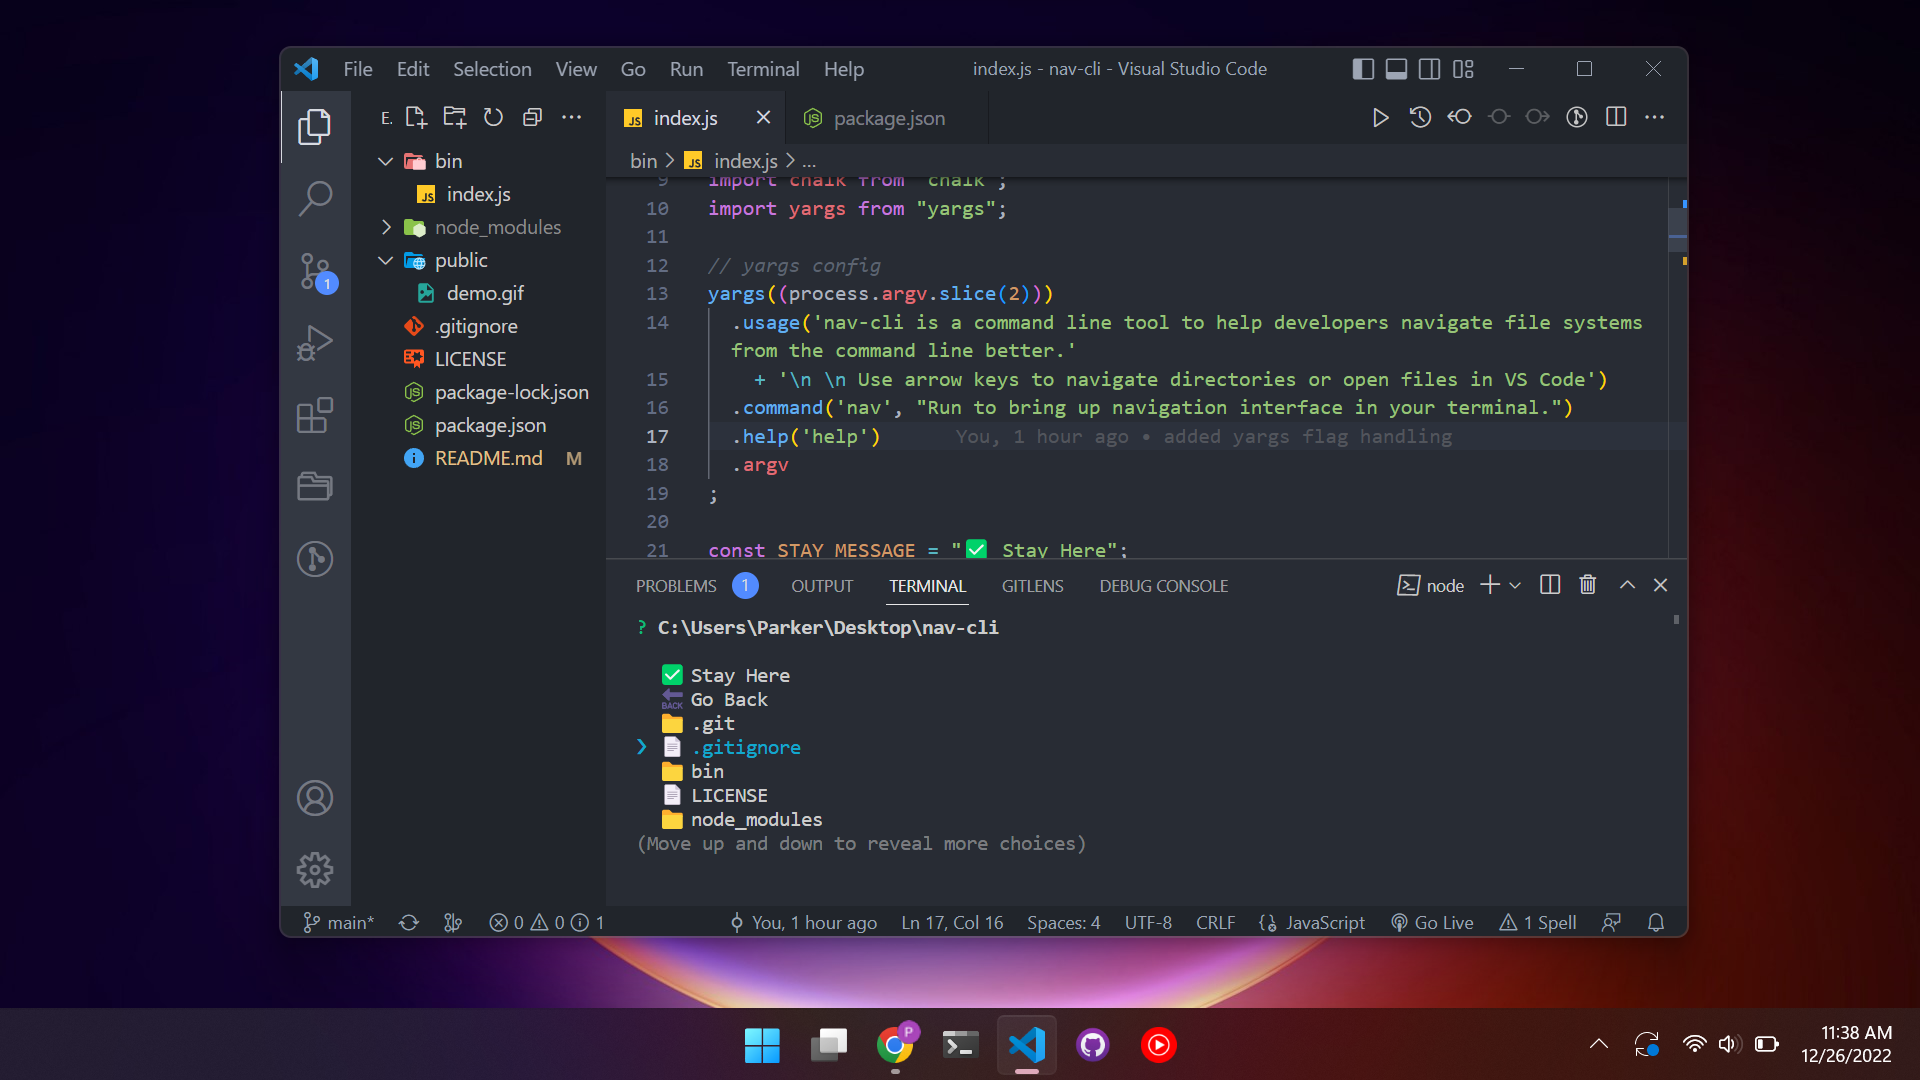 File Edit Selection View Go Run Terminal Help index.js - nav-cli - Visual Studio Code
E.
bin
JS index.js
node_modules
public
demo.gif
.gitignore
LICENSE
package-lock.json
package.json
README.md M
1
JS index.js package.json
bin > JS index.js > ...
9 import chalk from "chalk";
10 import yargs from "yargs";
11
12 // yargs config
13 yargs((process.argv.slice(2)))
14 .usage('nav-cli is a command line tool to help developers navigate file systems
from the command line better.'
15 + '\n \n Use arrow keys to navigate directories or open files in VS Code')
16 .command('nav', "Run to bring up navigation interface in your terminal.")
17 .help('help') You, 1 hour ago • added yargs flag handling
18 .argv
19 ;
20
21 const STAY_MESSAGE = "✅ Stay Here";
PROBLEMS 1 OUTPUT TERMINAL GITLENS DEBUG CONSOLE node
? C:\Users\Parker\Desktop\nav-cli
✅ Stay Here
🔙 Go Back
📁 .git
❯ 📄 .gitignore
📁 bin
📄 LICENSE
📁 node_modules
(Move up and down to reveal more choices)
main* 0 0 1 You, 1 hour ago Ln 17, Col 16 Spaces: 4 UTF-8 CRLF {} JavaScript Go Live 1 Spell
P
11:38 AM
12/26/2022